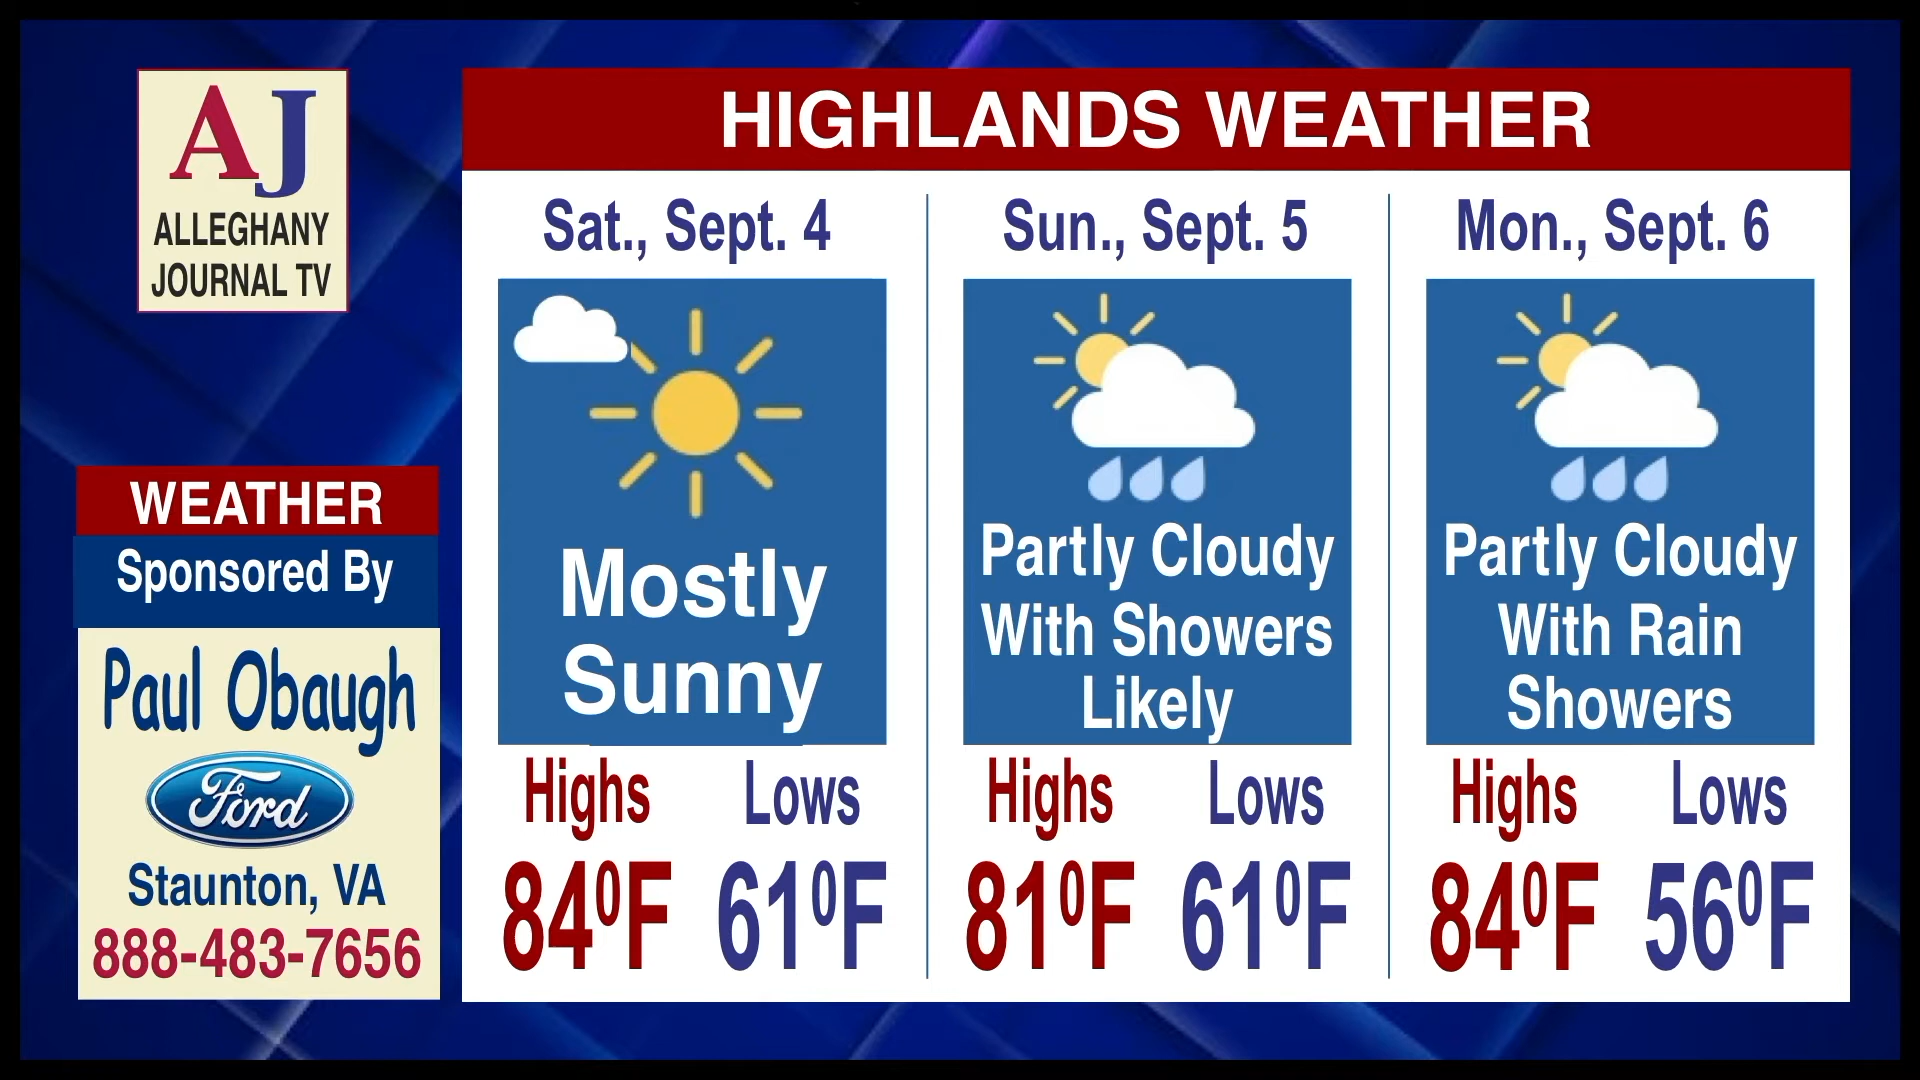 AJ
ALLEGHANY
JOURNAL TV
WEATHER
Sponsored By
Paul Obaugh
Ford
Staunton, VA
888-483-7656
HIGHLANDS WEATHER
Sat., Sept. 4
Mostly
Sunny
Highs Lows
84⁰F 61⁰F
Sun., Sept. 5
Partly Cloudy
With Showers
Likely
Highs Lows
81⁰F 61⁰F
Mon., Sept. 6
Partly Cloudy
With Rain
Showers
Highs Lows
84⁰F 56⁰F